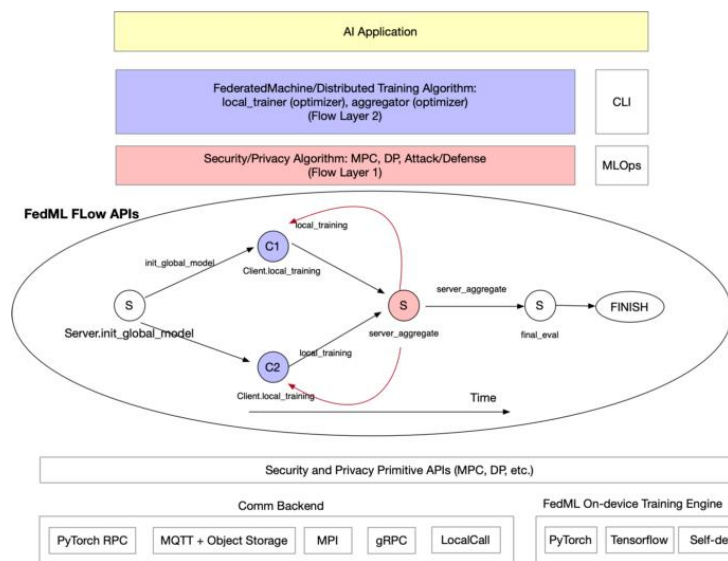 AI Application
FederatedMachine/Distributed Training Algorithm:
local_trainer (optimizer), aggregator (optimizer)
(Flow Layer 2)
CLI
Security/Privacy Algorithm: MPC, DP, Attack/Defense
(Flow Layer 1)
MLOps
FedML FLow APIs
local_training
C1
init_global_model
Client.local_training
S
Server.init_global_model
S
server_aggregate
server_aggregate
S
final_eval
FINISH
local_training
C2
Client.local_training
Time
Security and Privacy Primitive APIs (MPC, DP, etc.)
Comm Backend
FedML On-device Training Engine
PyTorch RPC
MQTT + Object Storage
MPI
gRPC
LocalCall
PyTorch
Tensorflow
Self-de